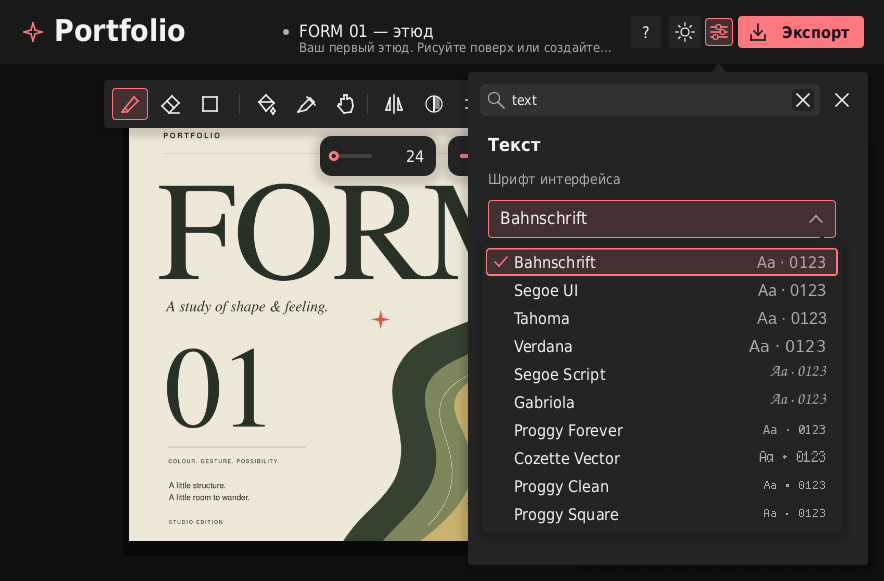 Portfolio
FORM 01 — этюд
Ваш первый этюд. Рисуйте поверх или создайте...
?
Экспорт
text
Текст
Шрифт интерфейса
Bahnschrift
Bahnschrift Aa · 0123
Segoe UI Aa · 0123
Tahoma Aa · 0123
Verdana Aa · 0123
Segoe Script Aa · 0123
Gabriola Aa · 0123
Proggy Forever Aa · 0123
Cozette Vector Aa · 0123
Proggy Clean Aa · 0123
Proggy Square Aa · 0123
24
PORTFOLIO
FORM
A study of shape & feeling.
01
COLOUR. GESTURE. POSSIBILITY.
A little structure.
A little room to wander.
STUDIO EDITION